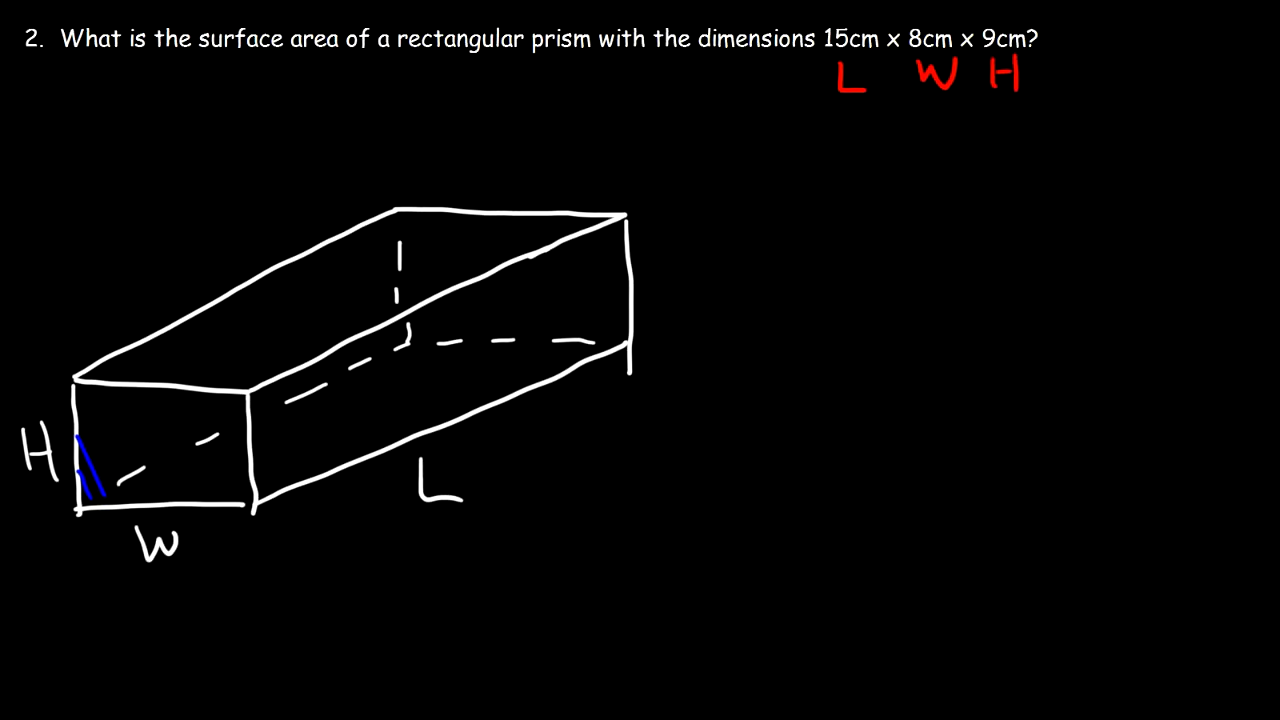 2. What is the surface area of a rectangular prism with the dimensions 15cm x 8cm x 9cm?
L W H
H
L
W